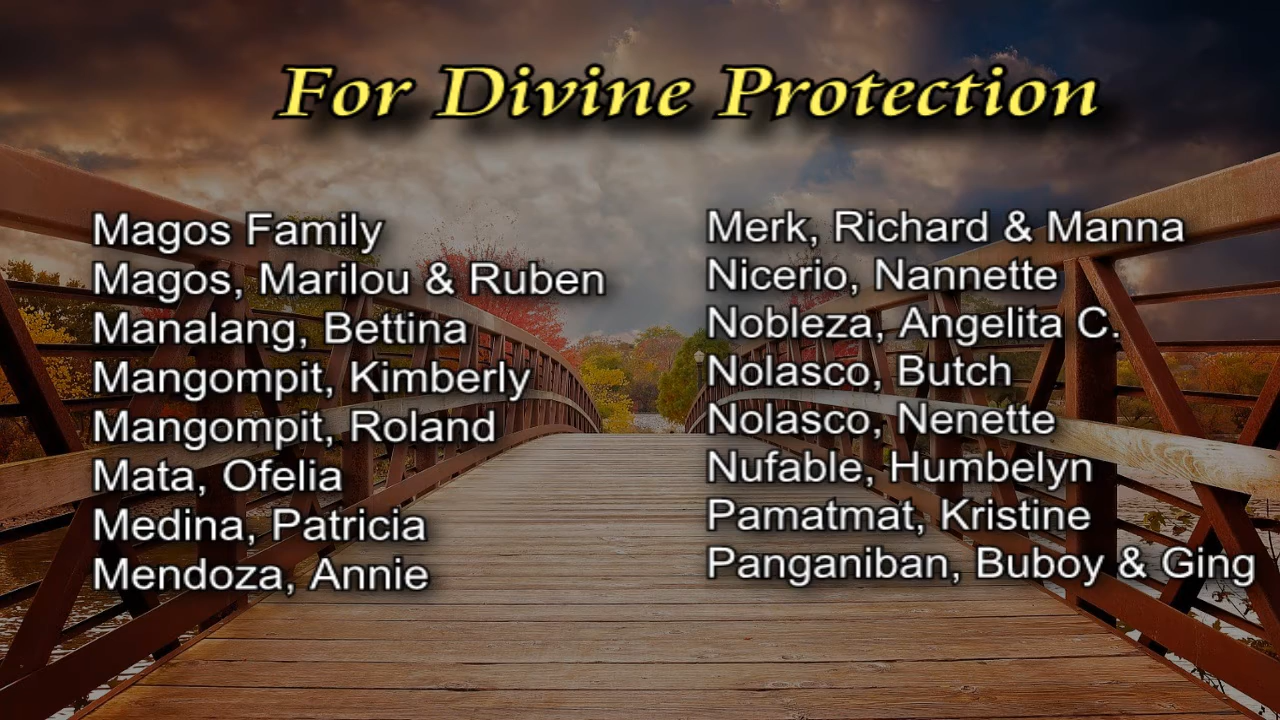 For Divine Protection
Magos Family
Magos, Marilou & Ruben
Manalang, Bettina
Mangompit, Kimberly
Mangompit, Roland
Mata, Ofelia
Medina, Patricia
Mendoza, Annie
Merk, Richard & Manna
Nicerio, Nannette
Nobleza, Angelita C.
Nolasco, Butch
Nolasco, Nenette
Nufable, Humbelyn
Pamatmat, Kristine
Panganiban, Buboy & Ging